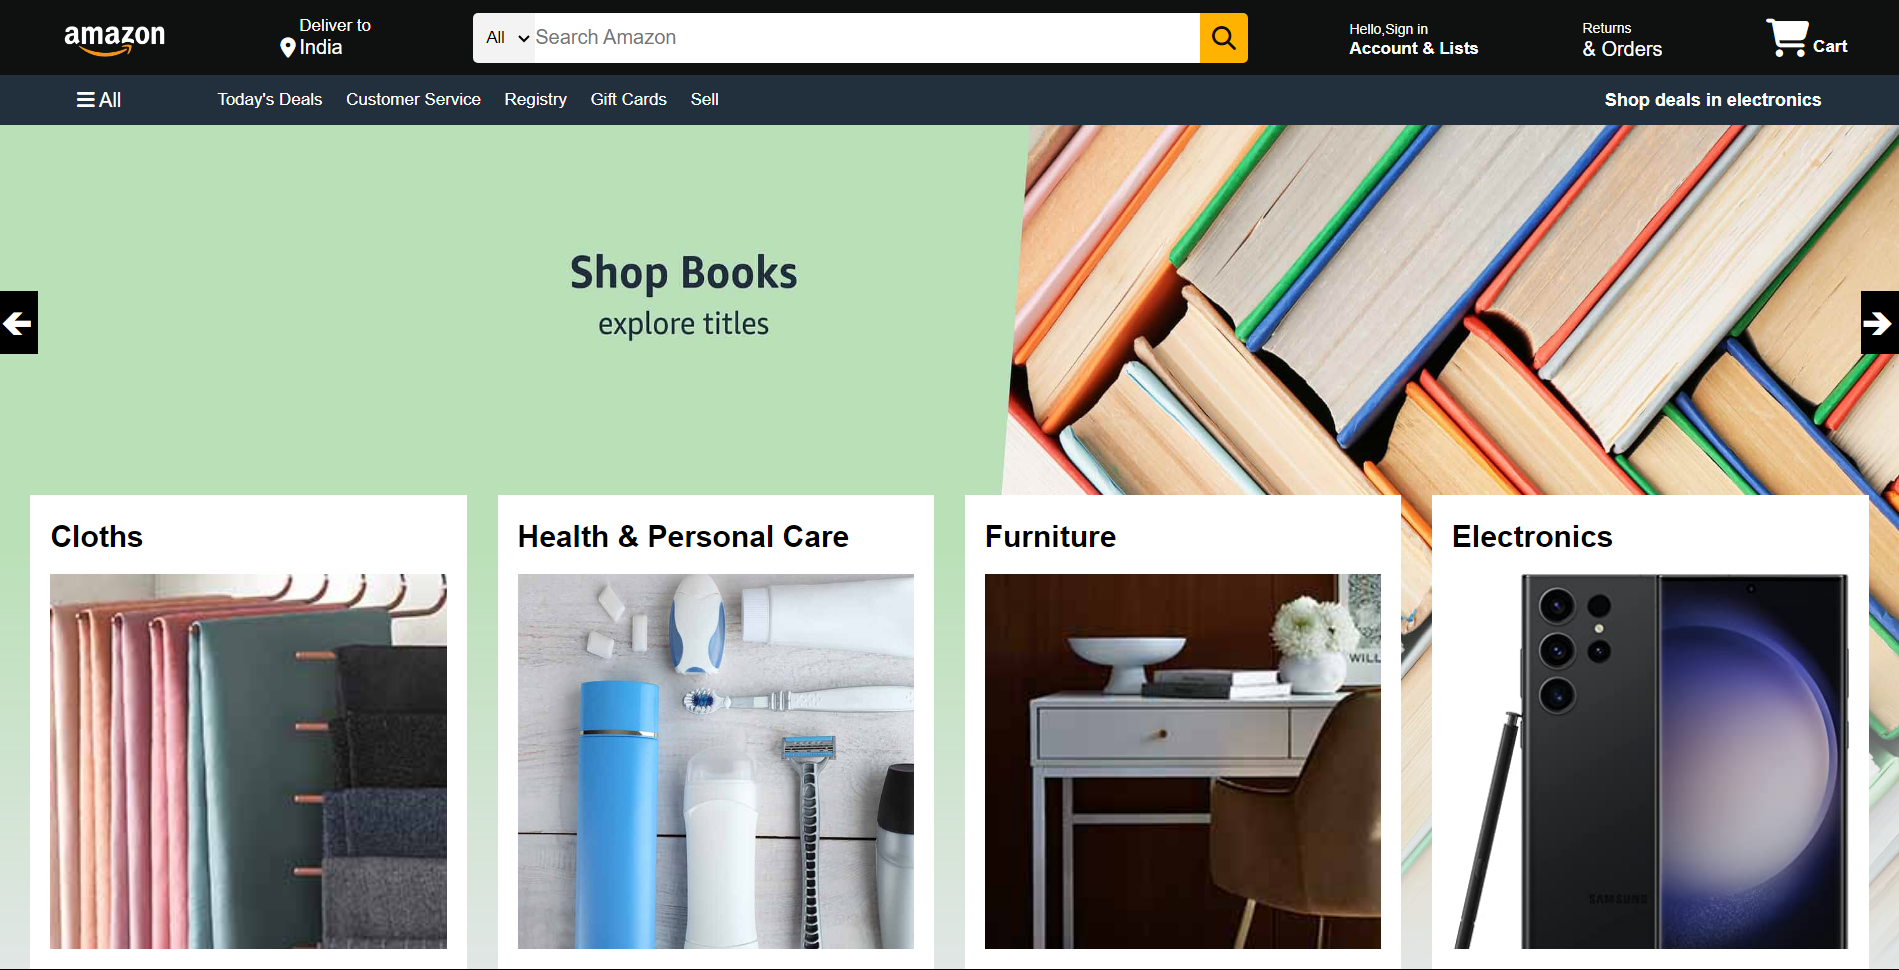 amazon
Deliver to
India
All
Search Amazon
Hello,Sign in
Account & Lists
Returns
& Orders
Cart
All
Today's Deals
Customer Service
Registry
Gift Cards
Sell
Shop deals in electronics
Shop Books
explore titles
Cloths
Health & Personal Care
Furniture
Electronics
WILL
SAMSUNG